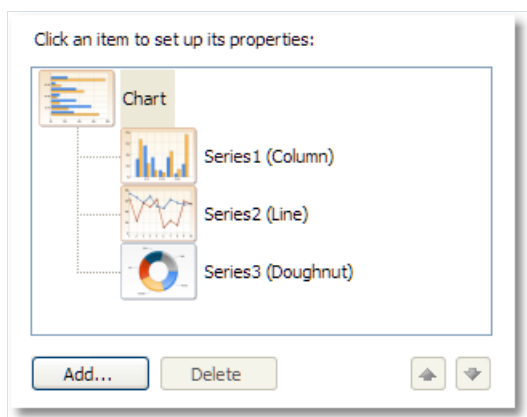 Click an item to set up its properties:
Chart
Series1 (Column)
Series2 (Line)
Series3 (Doughnut)
Add... Delete